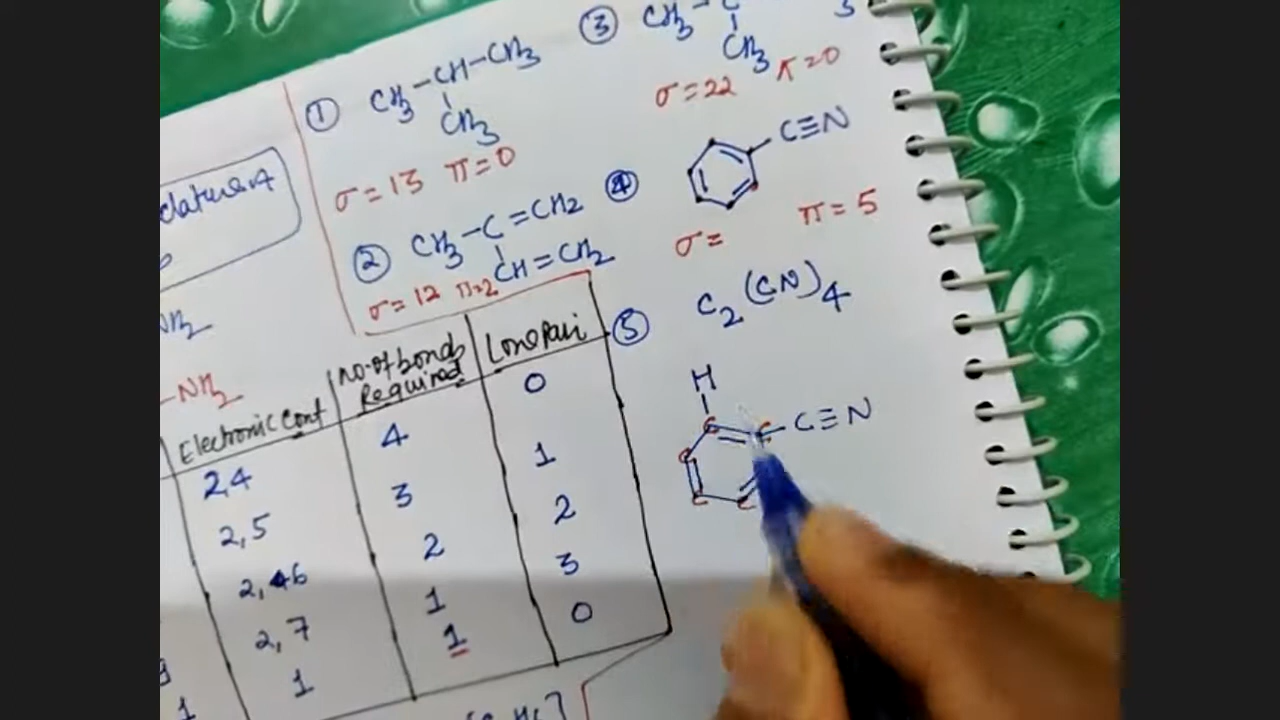 ① CH3-CH-CH3
CH3
σ = 13 π = 0
② CH3-C=CH2
CH=CH2
σ = 12 π=2
③ CH3-C
CH3
3
σ = 22 π = 0
④ C≡N
σ = π = 5
⑤ C2(CN)4
H
C C-C≡N
C
C C
NH2
-NH2
Electronic Conf | No. of bonds Required | Lone Pair
2,4 4 0
2,5 3 1
2,6 2 2
2,7 1 3
1 1 1 0